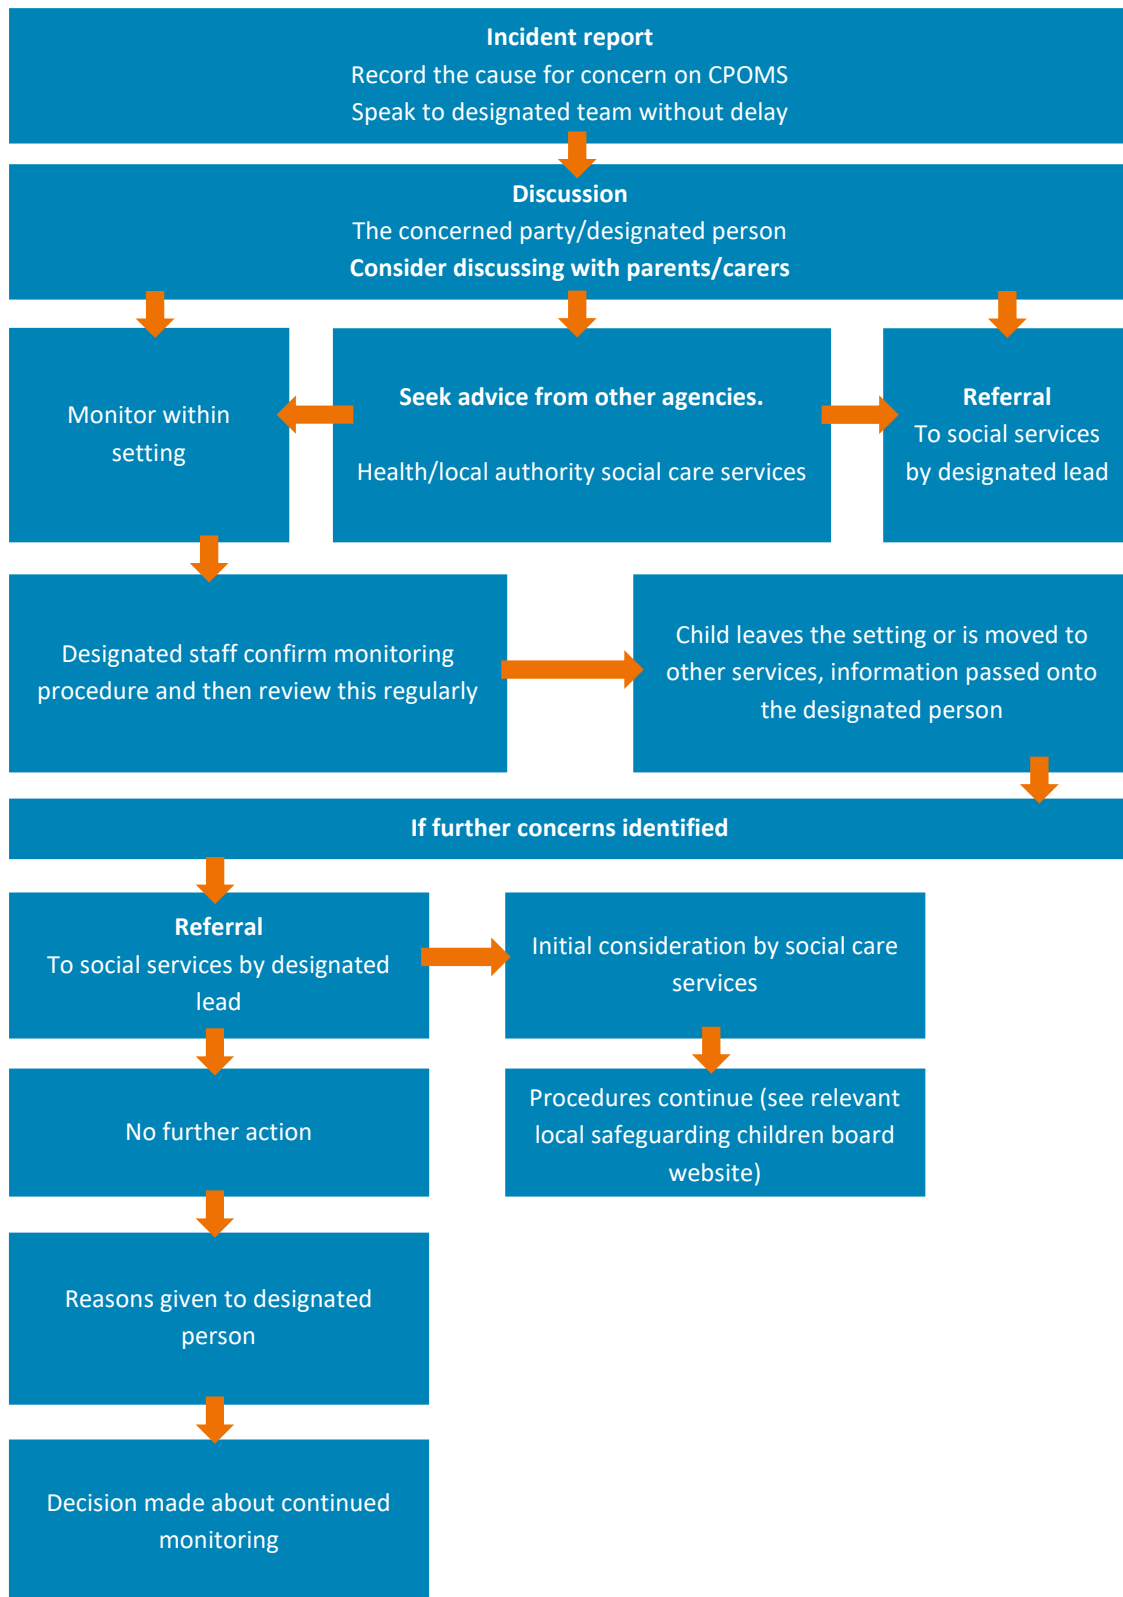 Incident report
Record the cause for concern on CPOMS
Speak to designated team without delay
Discussion
The concerned party/designated person
Consider discussing with parents/carers
Monitor within
setting
Seek advice from other agencies.
Health/local authority social care services
Referral
To social services
by designated lead
Designated staff confirm monitoring
procedure and then review this regularly
Child leaves the setting or is moved to
other services, information passed onto
the designated person
If further concerns identified
Referral
To social services by designated
lead
Initial consideration by social care
services
No further action
Procedures continue (see relevant
local safeguarding children board
website)
Reasons given to designated
person
Decision made about continued
monitoring